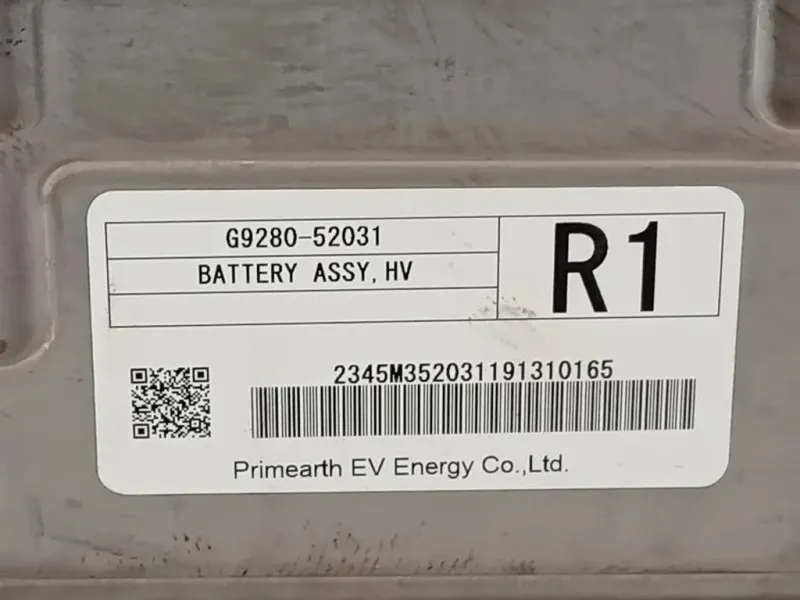 G9280-52031
BATTERY ASSY, HV
R1
2345M352031191310165
Primearth EV Energy Co.,Ltd.